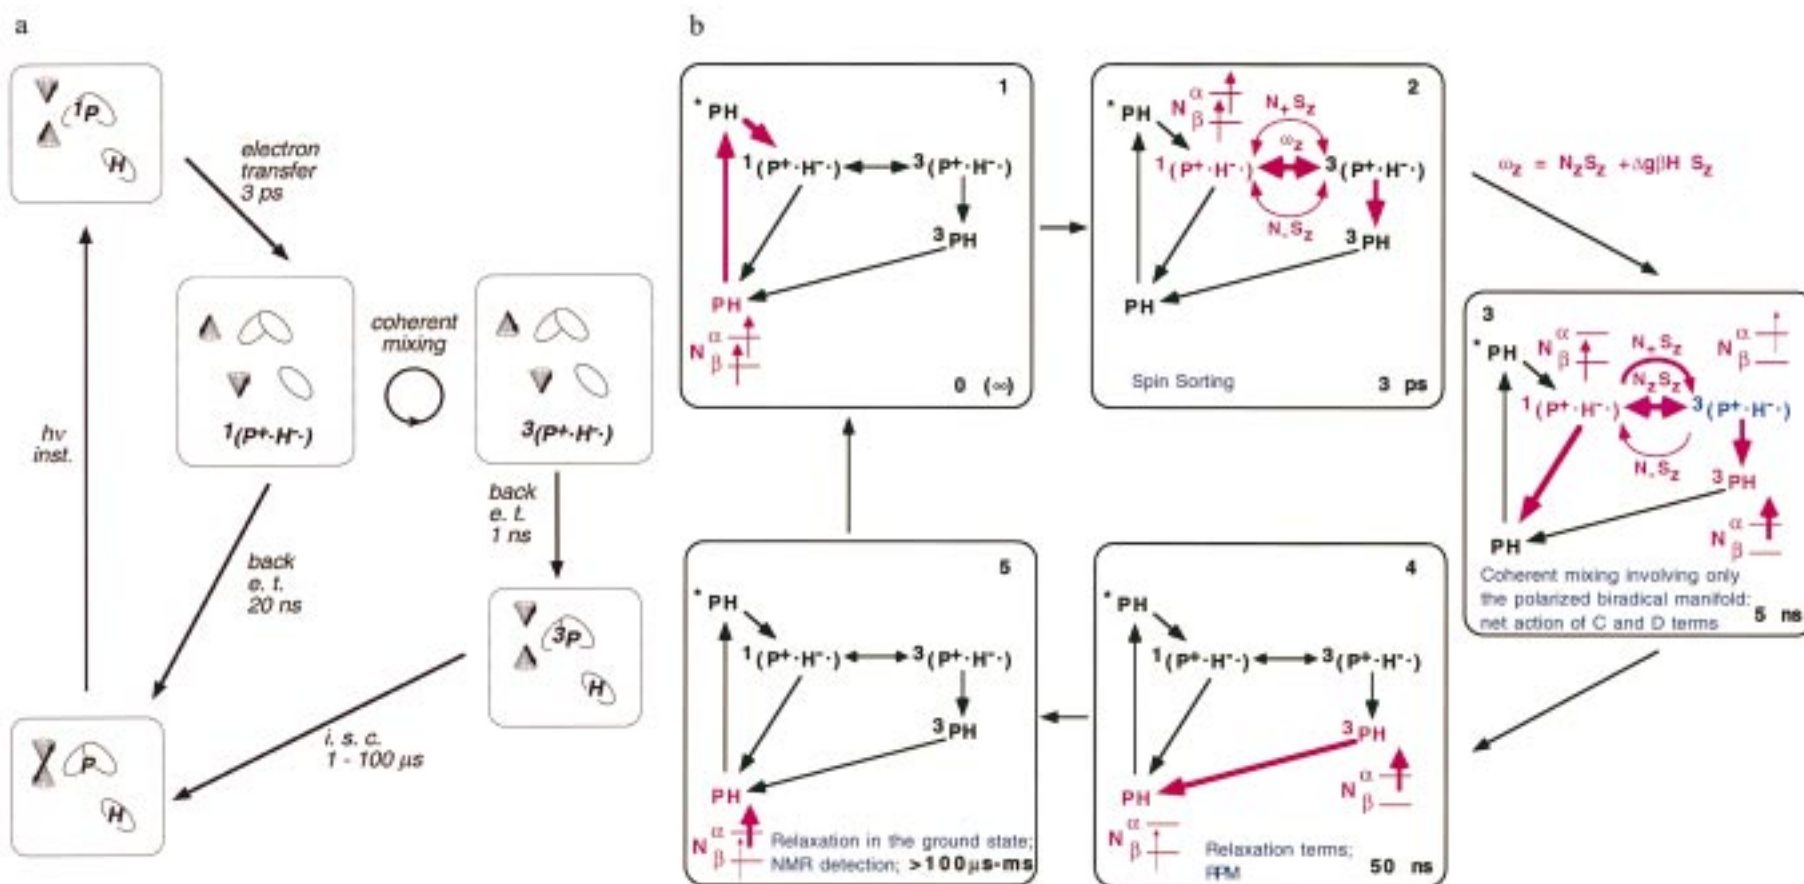 a
1P
H
electron
transfer
3 ps
hν
inst.
1(P+·H-·)
coherent
mixing
3(P+·H-·)
back
e. t.
20 ns
back
e. t.
1 ns
3P
H
i. s. c.
1 - 100 μs
P
H
b
1
*PH
1(P+·H-·)
3(P+·H-·)
3PH
PH
N α
β
0 (∞)
2
*PH
N α
β
N+Sz
ωz
1(P+·H-·)
3(P+·H-·)
N-Sz
3PH
PH
Spin Sorting
3 ps
ωz = NzSz +ΔgβH Sz
3
*PH
N α
β
N+Sz
N α
β
NzSz
1(P+·H-·)
3(P+·H-·)
N-Sz
3PH
N α
β
PH
Coherent mixing involving only
the polarized biradical manifold:
net action of C and D terms
5 ns
4
*PH
1(P+·H-·)
3(P+·H-·)
3PH
N α
β
PH
N α
β
Relaxation terms;
RPM
50 ns
5
*PH
1(P+·H-·)
3(P+·H-·)
3PH
PH
N α
β
Relaxation in the ground state;
NMR detection; >100μs-ms